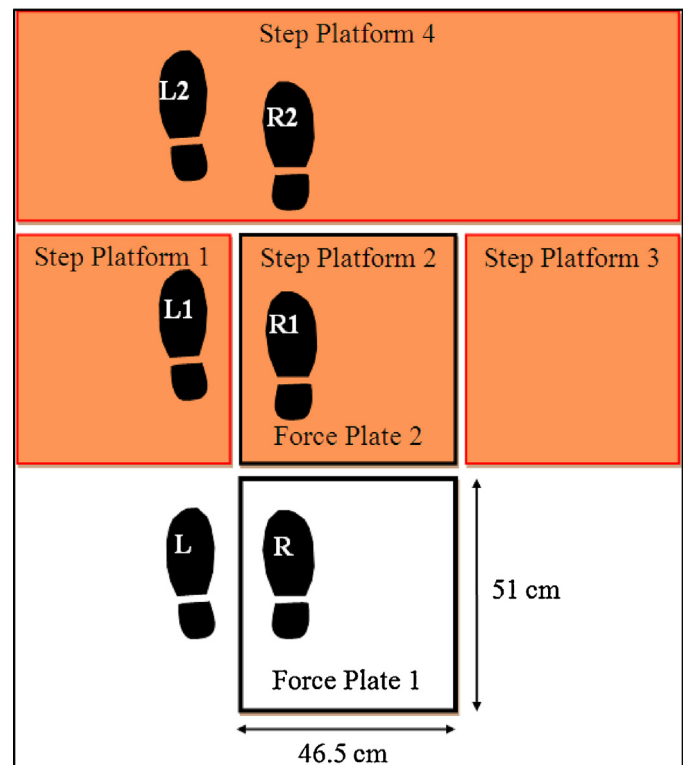 Step Platform 4
L2
R2
Step Platform 1
Step Platform 2
Step Platform 3
L1
R1
Force Plate 2
L
R
51 cm
Force Plate 1
46.5 cm